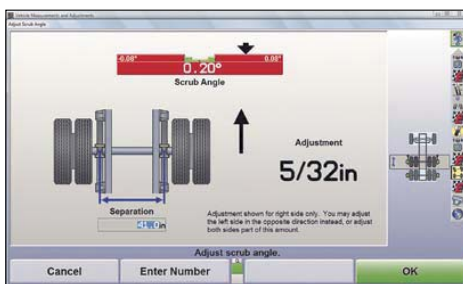 Vehicle Measurements and Adjustments
Adjust Scrub Angle
-0.08°
0.08°
0.20°
Scrub Angle
Adjustment
5/32in
Separation
in
Adjustment shown for right side only. You may adjust
the left side in the opposite direction instead, or adjust
both sides part of this amount.
Adjust scrub angle.
Cancel
Enter Number
OK